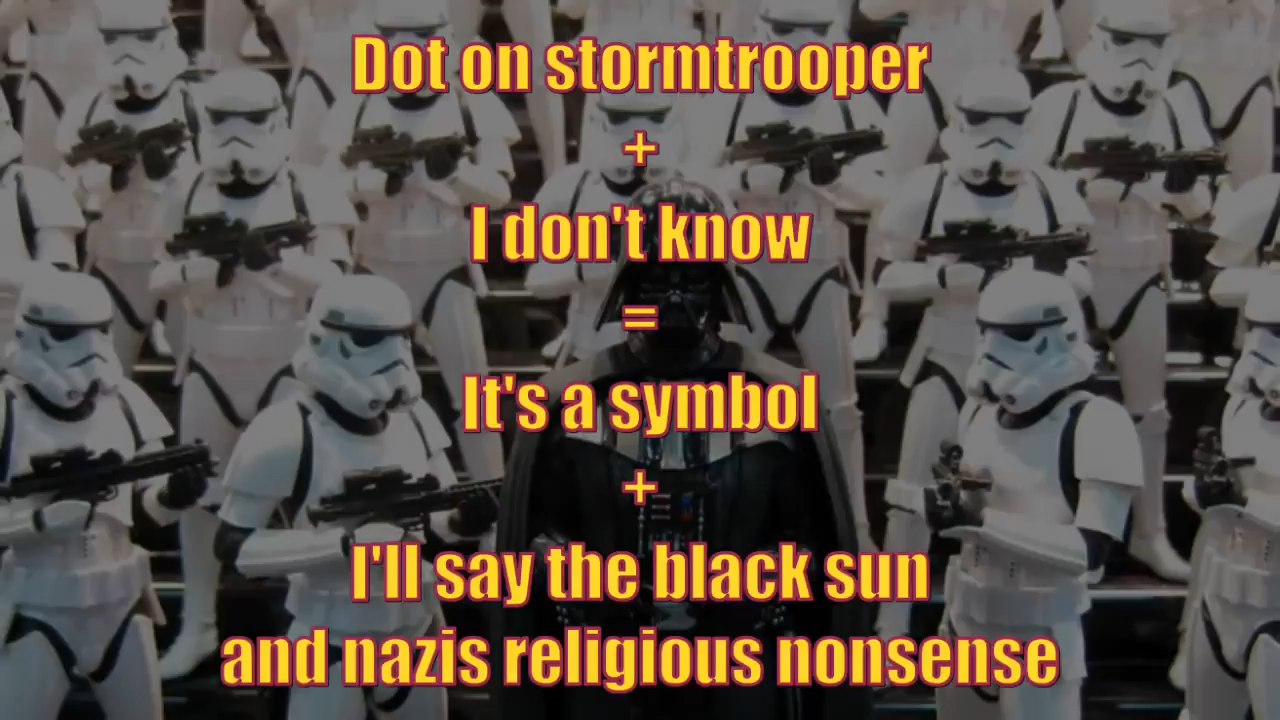 Dot on stormtrooper
+
I don't know
=
It's a symbol
+
I'll say the black sun
and nazis religious nonsense